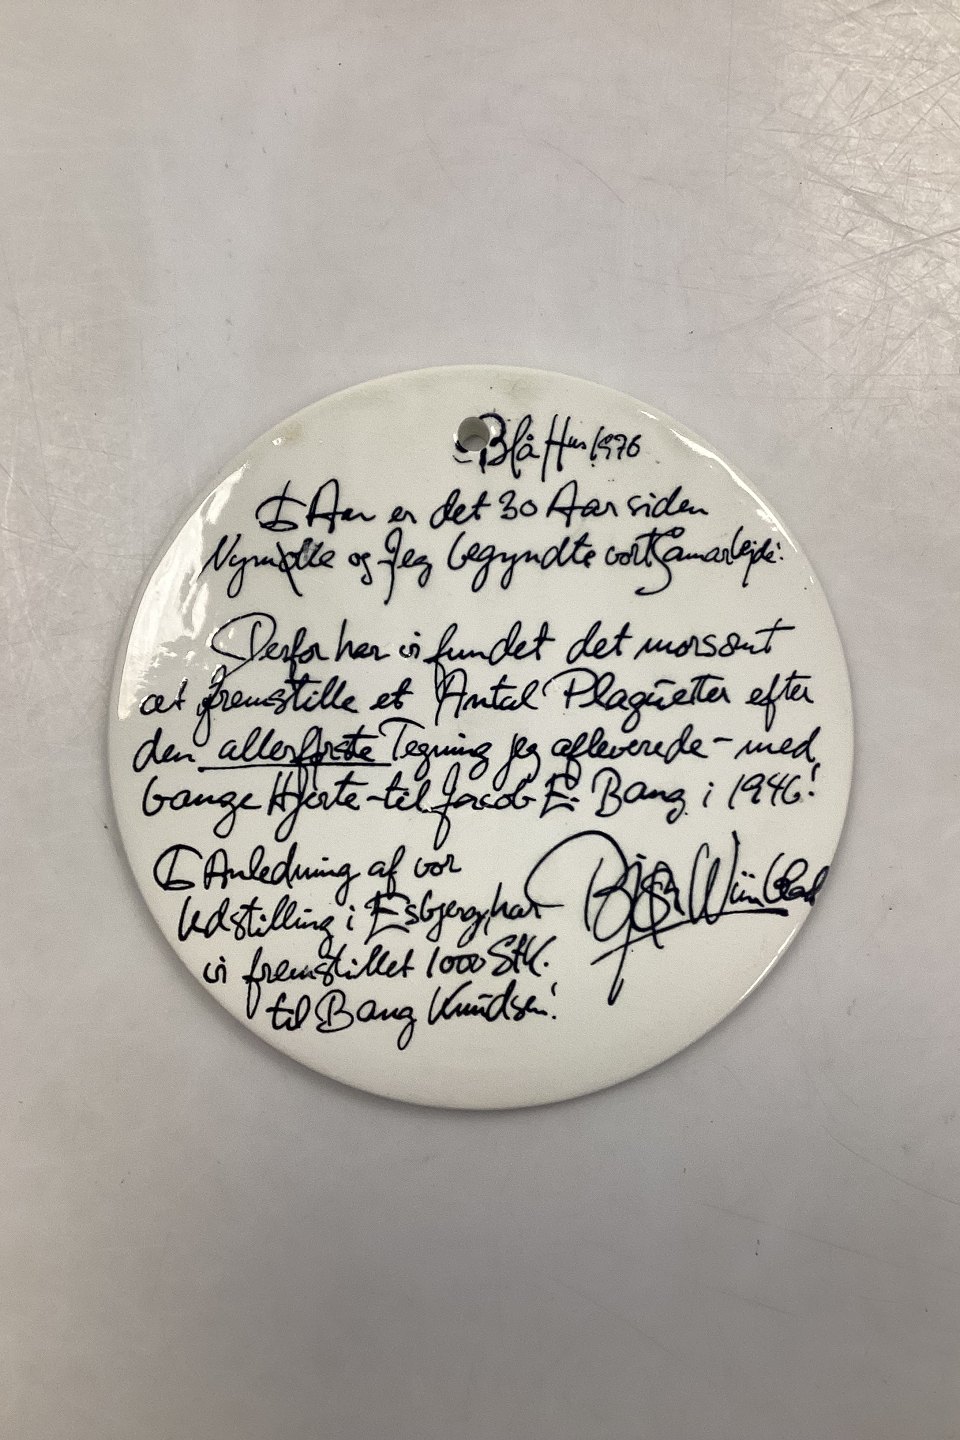 Blå Hus 1976
I Aar er det 30 Aar siden
Nymølle og Jeg begyndte vort Samarbejde:
Derfor har vi fundet det morsomt
at fremstille et Antal Plaquetter efter
den allerførste Tegning jeg afleverede - med
bange Hjerte - til Jacob E. Bang i 1946!
I Anledning af vor
Udstilling i Esbjerg, har
vi fremstillet 1000 Stk.
til Bang Knudsen!
Bjørn Wiinblad